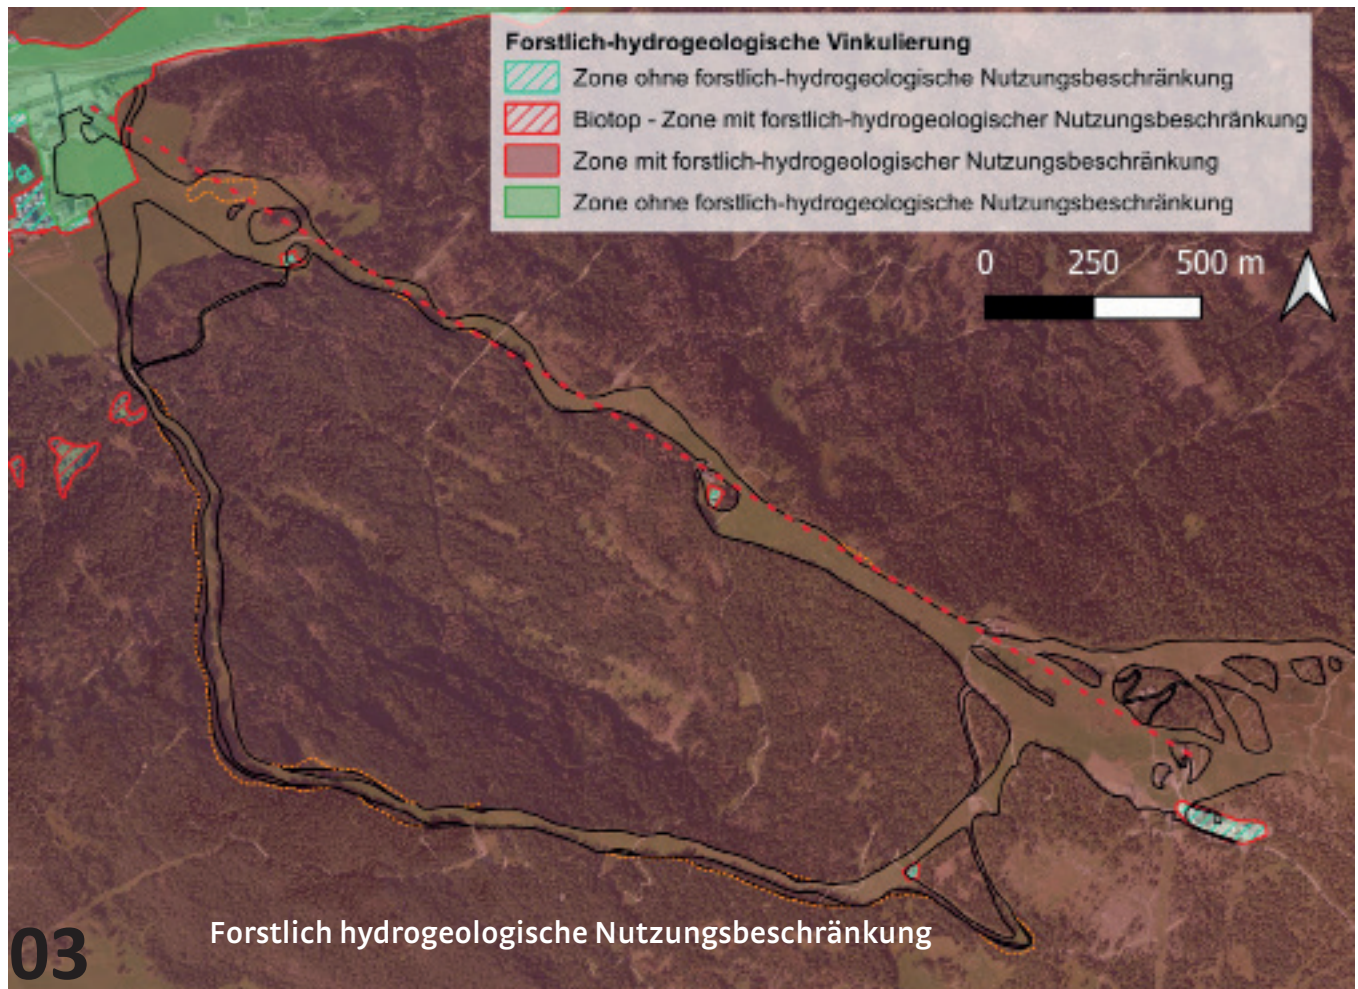 Forstlich-hydrogeologische Vinkulierung
Zone ohne forstlich-hydrogeologische Nutzungsbeschränkung
Biotop - Zone mit forstlich-hydrogeologischer Nutzungsbeschränkung
Zone mit forstlich-hydrogeologischer Nutzungsbeschränkung
Zone ohne forstlich-hydrogeologische Nutzungsbeschränkung
0 250 500 m
Forstlich hydrogeologische Nutzungsbeschränkung
03